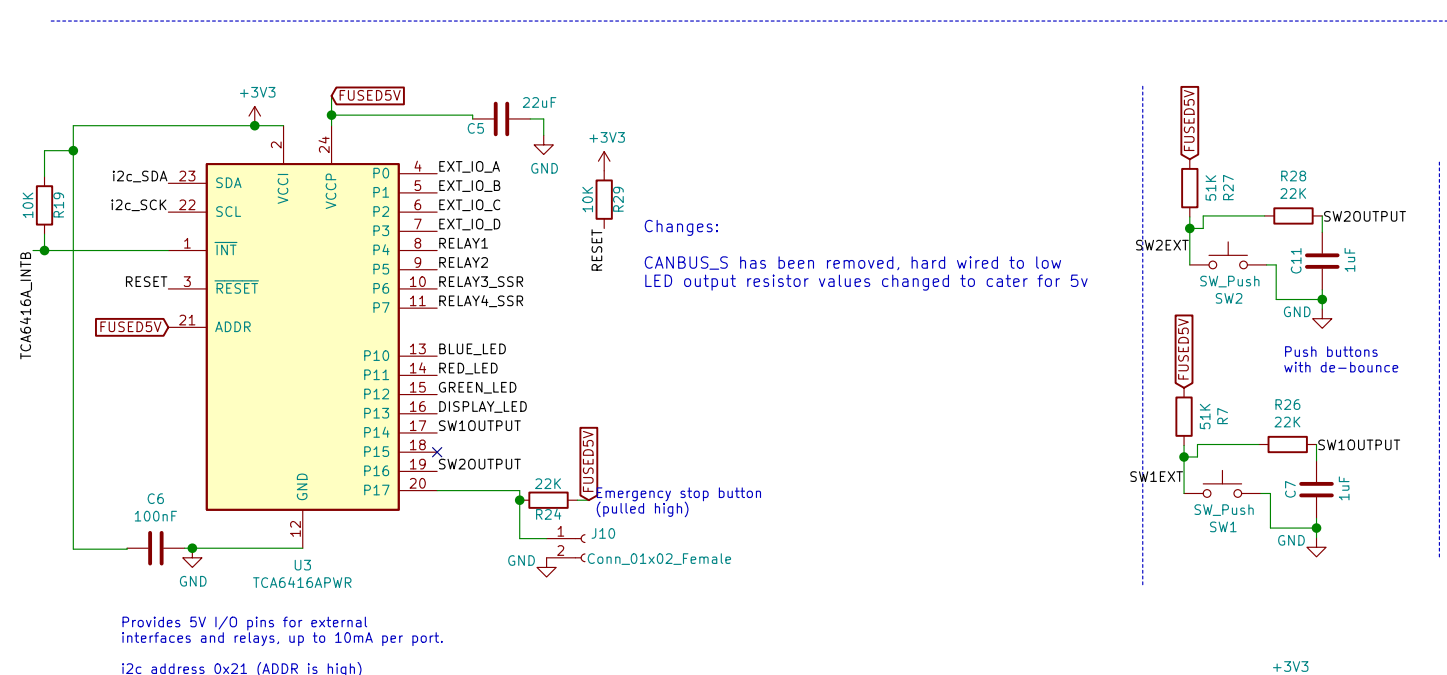 +3V3
FUSED5V
22uF
C5
GND
2
24
+3V3
10K
R29
RESET
10K
R19
TCA6416A_INTB
i2c_SDA 23 SDA
i2c_SCK 22 SCL
1 INT
RESET 3 RESET
FUSED5V 21 ADDR
VCCI
VCCP
P0 4 EXT_IO_A
P1 5 EXT_IO_B
P2 6 EXT_IO_C
P3 7 EXT_IO_D
P4 8 RELAY1
P5 9 RELAY2
P6 10 RELAY3_SSR
P7 11 RELAY4_SSR
P10 13 BLUE_LED
P11 14 RED_LED
P12 15 GREEN_LED
P13 16 DISPLAY_LED
P14 17 SW1OUTPUT
P15 18
P16 19 SW2OUTPUT
P17 20
GND
12
C6
100nF
GND
U3
TCA6416APWR
FUSED5V
22K
R24
Emergency stop button
(pulled high)
1 J10
GND 2
Conn_01x02_Female
Changes:
CANBUS_S has been removed, hard wired to low
LED output resistor values changed to cater for 5v
Provides 5V I/O pins for external
interfaces and relays, up to 10mA per port.
i2c address 0x21 (ADDR is high)
FUSED5V
51K
R27
R28
22K
SW2OUTPUT
SW2EXT
SW_Push
SW2
C11
1uF
GND
Push buttons
with de-bounce
FUSED5V
51K
R7
R26
22K
SW1OUTPUT
SW1EXT
SW_Push
SW1
C7
1uF
GND
+3V3